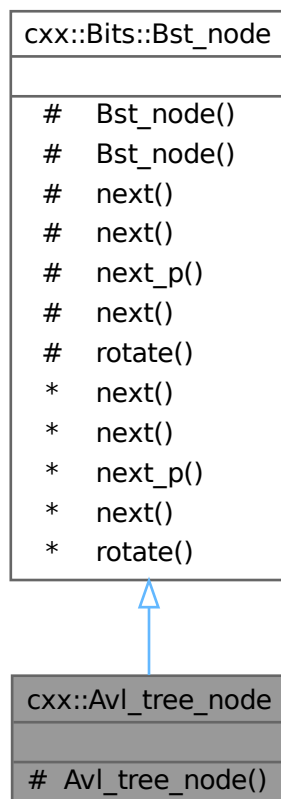 cxx::Bits::Bst_node
# Bst_node()
# Bst_node()
# next()
# next()
# next_p()
# next()
# rotate()
* next()
* next()
* next_p()
* next()
* rotate()
cxx::Avl_tree_node
# Avl_tree_node()